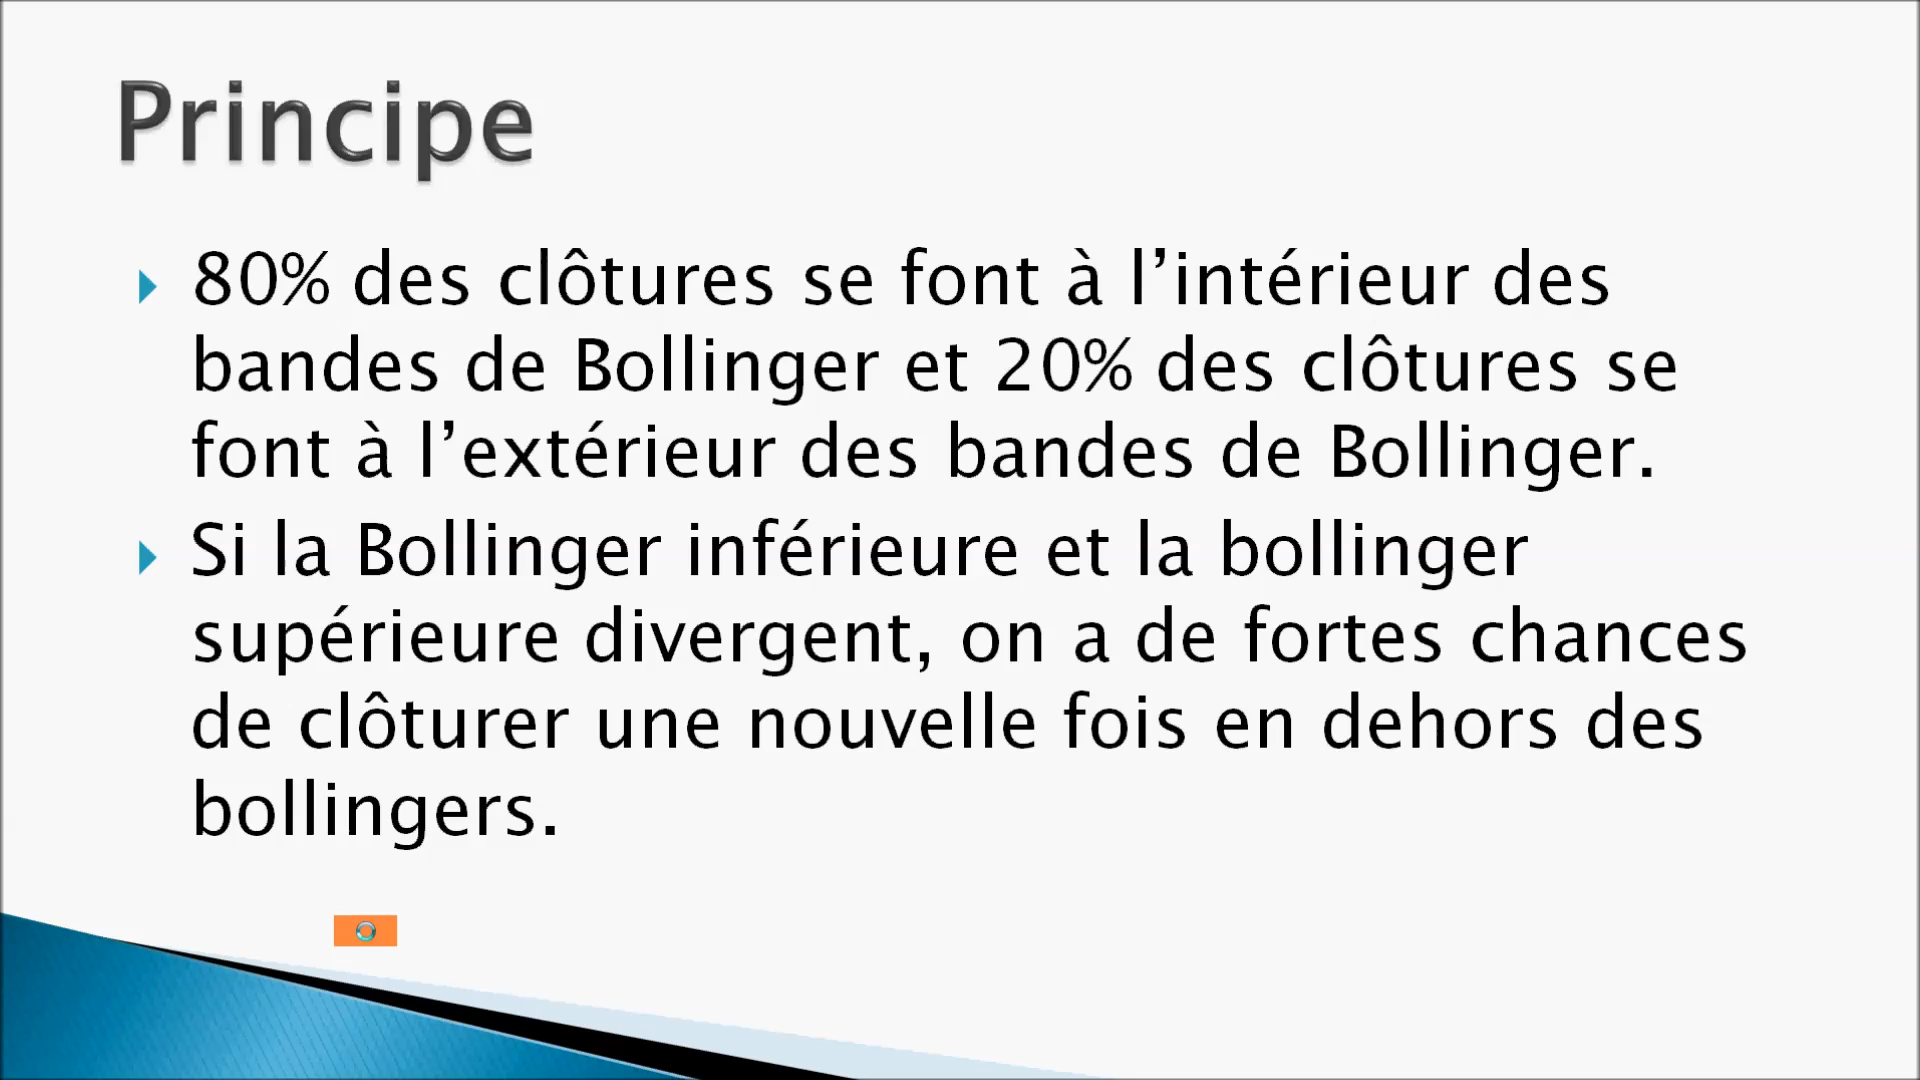 Principe
80% des clôtures se font à l’intérieur des
bandes de Bollinger et 20% des clôtures se
font à l’extérieur des bandes de Bollinger.
Si la Bollinger inférieure et la bollinger
supérieure divergent, on a de fortes chances
de clôturer une nouvelle fois en dehors des
bollingers.